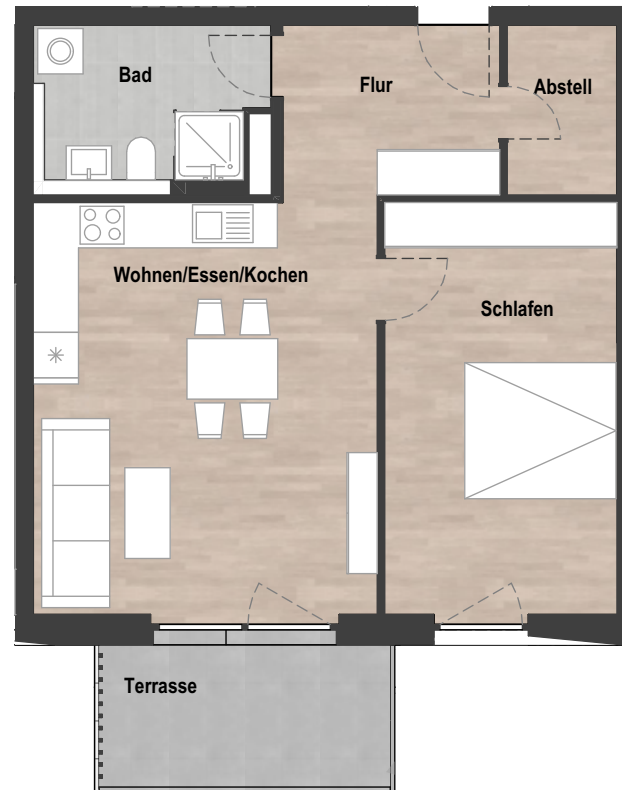 Bad
Flur
Abstell
Wohnen/Essen/Kochen
Schlafen
Terrasse